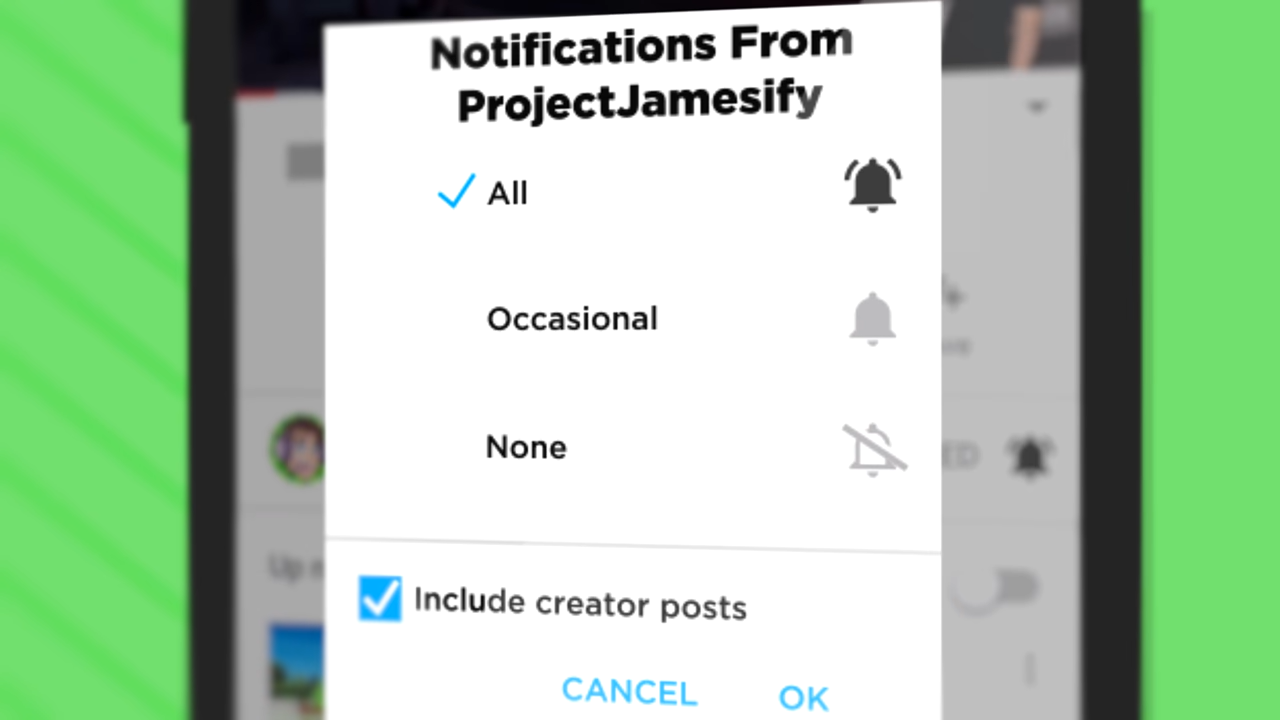 Notifications From
ProjectJamesify
All
Occasional
None
Include creator posts
CANCEL
OK